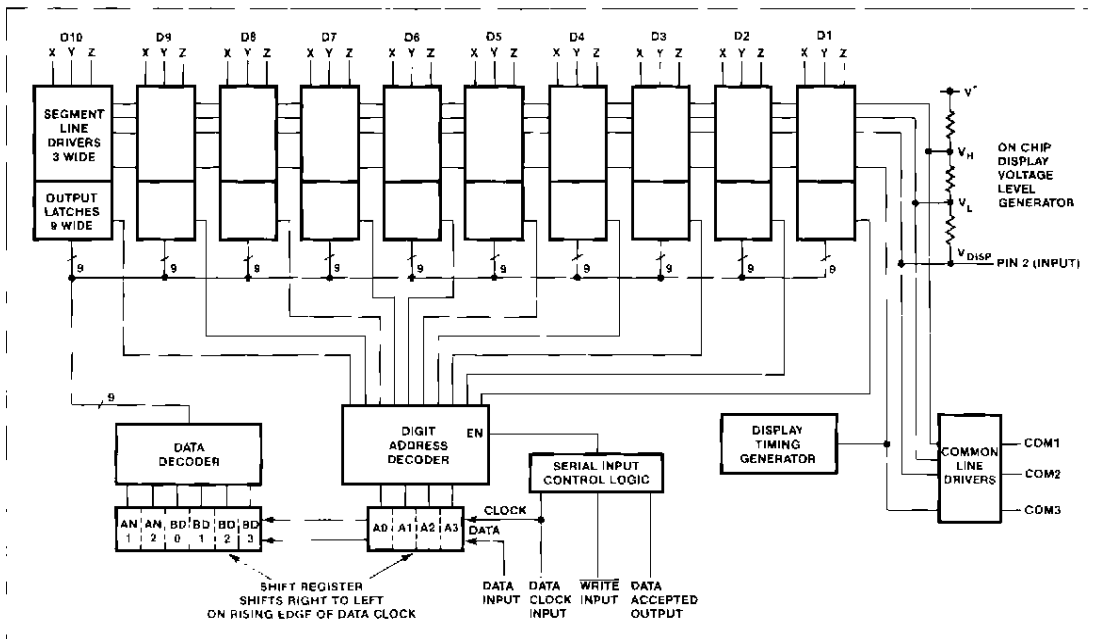 D10 D9 D8 D7 D6 D5 D4 D3 D2 D1
X Y Z X Y Z X Y Z X Y Z X Y Z X Y Z X Y Z X Y Z X Y Z X Y Z
SEGMENT
LINE
DRIVERS
3 WIDE
OUTPUT
LATCHES
9 WIDE
V+
VH
VL
VDISP
PIN 2 (INPUT)
ON CHIP
DISPLAY
VOLTAGE
LEVEL
GENERATOR
9 9 9 9 9 9 9 9 9
9
DATA
DECODER
DIGIT
ADDRESS
DECODER
EN
SERIAL INPUT
CONTROL LOGIC
DISPLAY
TIMING
GENERATOR
COMMON
LINE
DRIVERS
COM1
COM2
COM3
AN AN BD BD BD BD
1 2 0 1 2 3
A0 A1 A2 A3
CLOCK
DATA
SHIFT REGISTER
SHIFTS RIGHT TO LEFT
ON RISING EDGE OF DATA CLOCK
DATA
INPUT
DATA
CLOCK
INPUT
WRITE
INPUT
DATA
ACCEPTED
OUTPUT